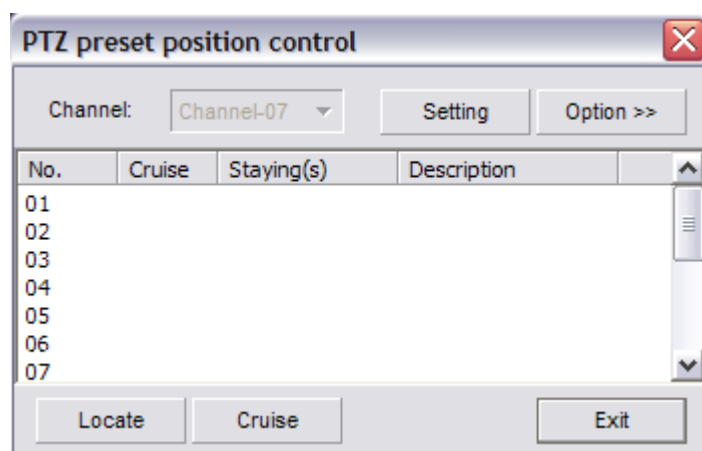 PTZ preset position control
Channel: Channel-07 Setting Option >>
No. Cruise Staying(s) Description
01
02
03
04
05
06
07
Locate Cruise Exit